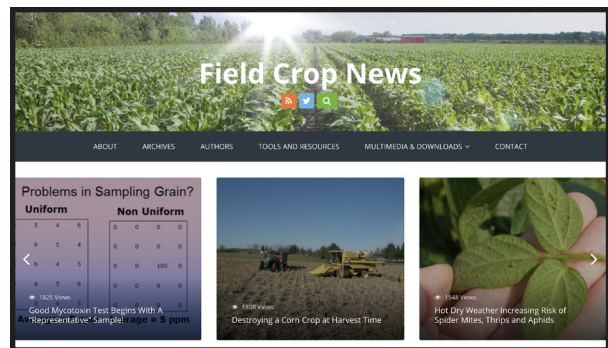 Field Crop News
ABOUT
ARCHIVES
AUTHORS
TOOLS AND RESOURCES
MULTIMEDIA & DOWNLOADS
CONTACT
Problems in Sampling Grain?
Uniform
Non Uniform
5 4 6
0 0 0 0
6 5 4
0 0 0 0
6 4 5
0 0 100 0
4 5 6
0 0 0 0
1825 Views
Good Mycotoxin Test Begins With A
"Representative" Sample!
= 5 ppm
1808 Views
Destroying a Corn Crop at Harvest Time
1548 Views
Hot Dry Weather Increasing Risk of
Spider Mites, Thrips and Aphids